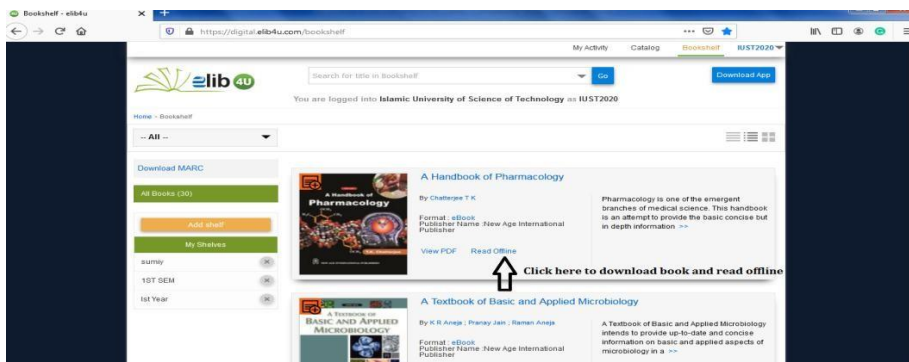 Bookshelf - elib4u
https://digital.elib4u.com/bookshelf
My Activity Catalog Bookshelf IUST2020
elib 4U
Search for title in Bookshelf
Go
Download App
You are logged into Islamic University of Science of Technology as IUST2020
Home - Bookshelf
-- All --
Download MARC
All Books (30)
Add shelf
My Shelves
sumiy
1ST SEM
Ist Year
A Handbook of
Pharmacology
A Handbook of Pharmacology
By Chatterjee T K
Format : eBook
Publisher Name :New Age International
Publisher
View PDF Read Offline
Pharmacology is one of the emergent
branches of medical science. This handbook
is an attempt to provide the basic concise but
in depth information >>
Click here to download book and read offline
A TEXTBOOK OF
BASIC AND APPLIED
MICROBIOLOGY
A Textbook of Basic and Applied Microbiology
By K R Aneja ; Pranay Jain ; Raman Aneja
Format : eBook
Publisher Name :New Age International
Publisher
A Textbook of Basic and Applied Microbiology
intends to provide up-to-date and concise
information on basic and applied aspects of
microbiology in a >>